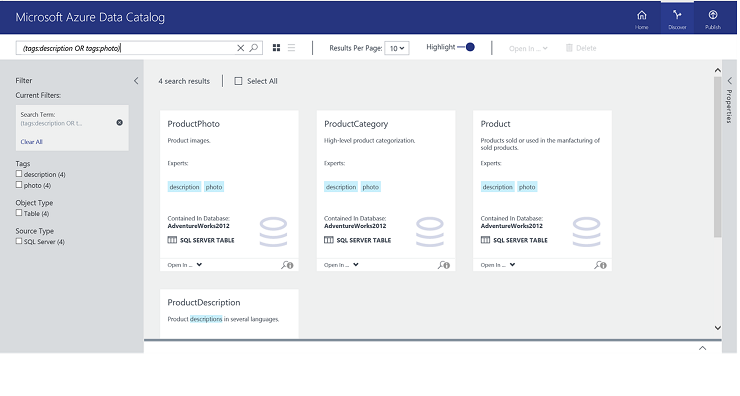 Microsoft Azure Data Catalog
Home
Discover
Publish
(tags:description OR tags:photo)
Results Per Page: 10
Highlight
Open in ...
Delete
Filter
Current Filters:
Search Term:
(tags:description OR t...
Clear All
Tags
description (4)
photo (4)
Object Type
Table (4)
Source Type
SQL Server (4)
4 search results
Select All
ProductPhoto
Product images.
Experts:
description photo
Contained In Database:
AdventureWorks2012
SQL SERVER TABLE
Open in ...
ProductCategory
High-level product categorization.
Experts:
description photo
Contained In Database:
AdventureWorks2012
SQL SERVER TABLE
Open in ...
Product
Products sold or used in the manfacturing of
sold products.
Experts:
description photo
Contained In Database:
AdventureWorks2012
SQL SERVER TABLE
Open in ...
ProductDescription
Product descriptions in several languages.
Properties